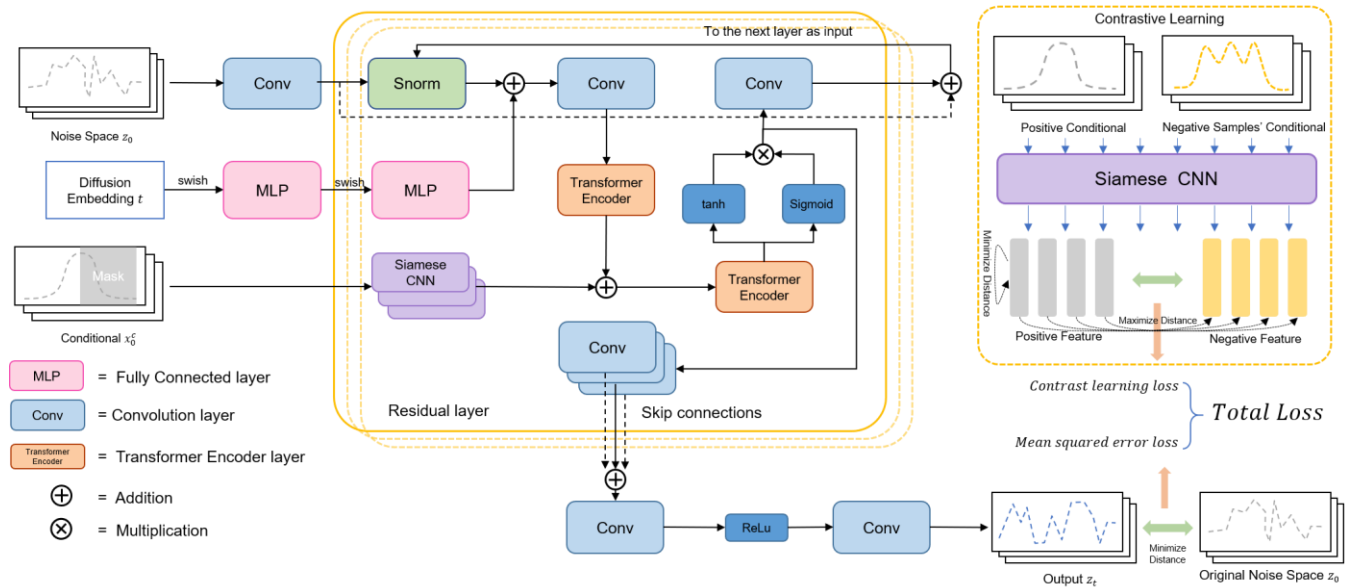 To the next layer as input
Contrastive Learning
Conv
Snorm
Conv
Conv
Noise Space z₀
Positive Conditional
Negative Samples' Conditional
Diffusion
Embedding t
swish
MLP
swish
MLP
Transformer
Encoder
tanh
Sigmoid
Siamese CNN
Mask
Siamese
CNN
Transformer
Encoder
Minimize
Distance
Maximize Distance
Positive Feature
Negative Feature
Conditional x₀ᶜ
Conv
Residual layer
Skip connections
MLP
= Fully Connected layer
Conv
= Convolution layer
Transformer
Encoder
= Transformer Encoder layer
= Addition
= Multiplication
Contrast learning loss
Total Loss
Mean squared error loss
Conv
ReLu
Conv
Minimize
Distance
Output zₜ
Original Noise Space z₀